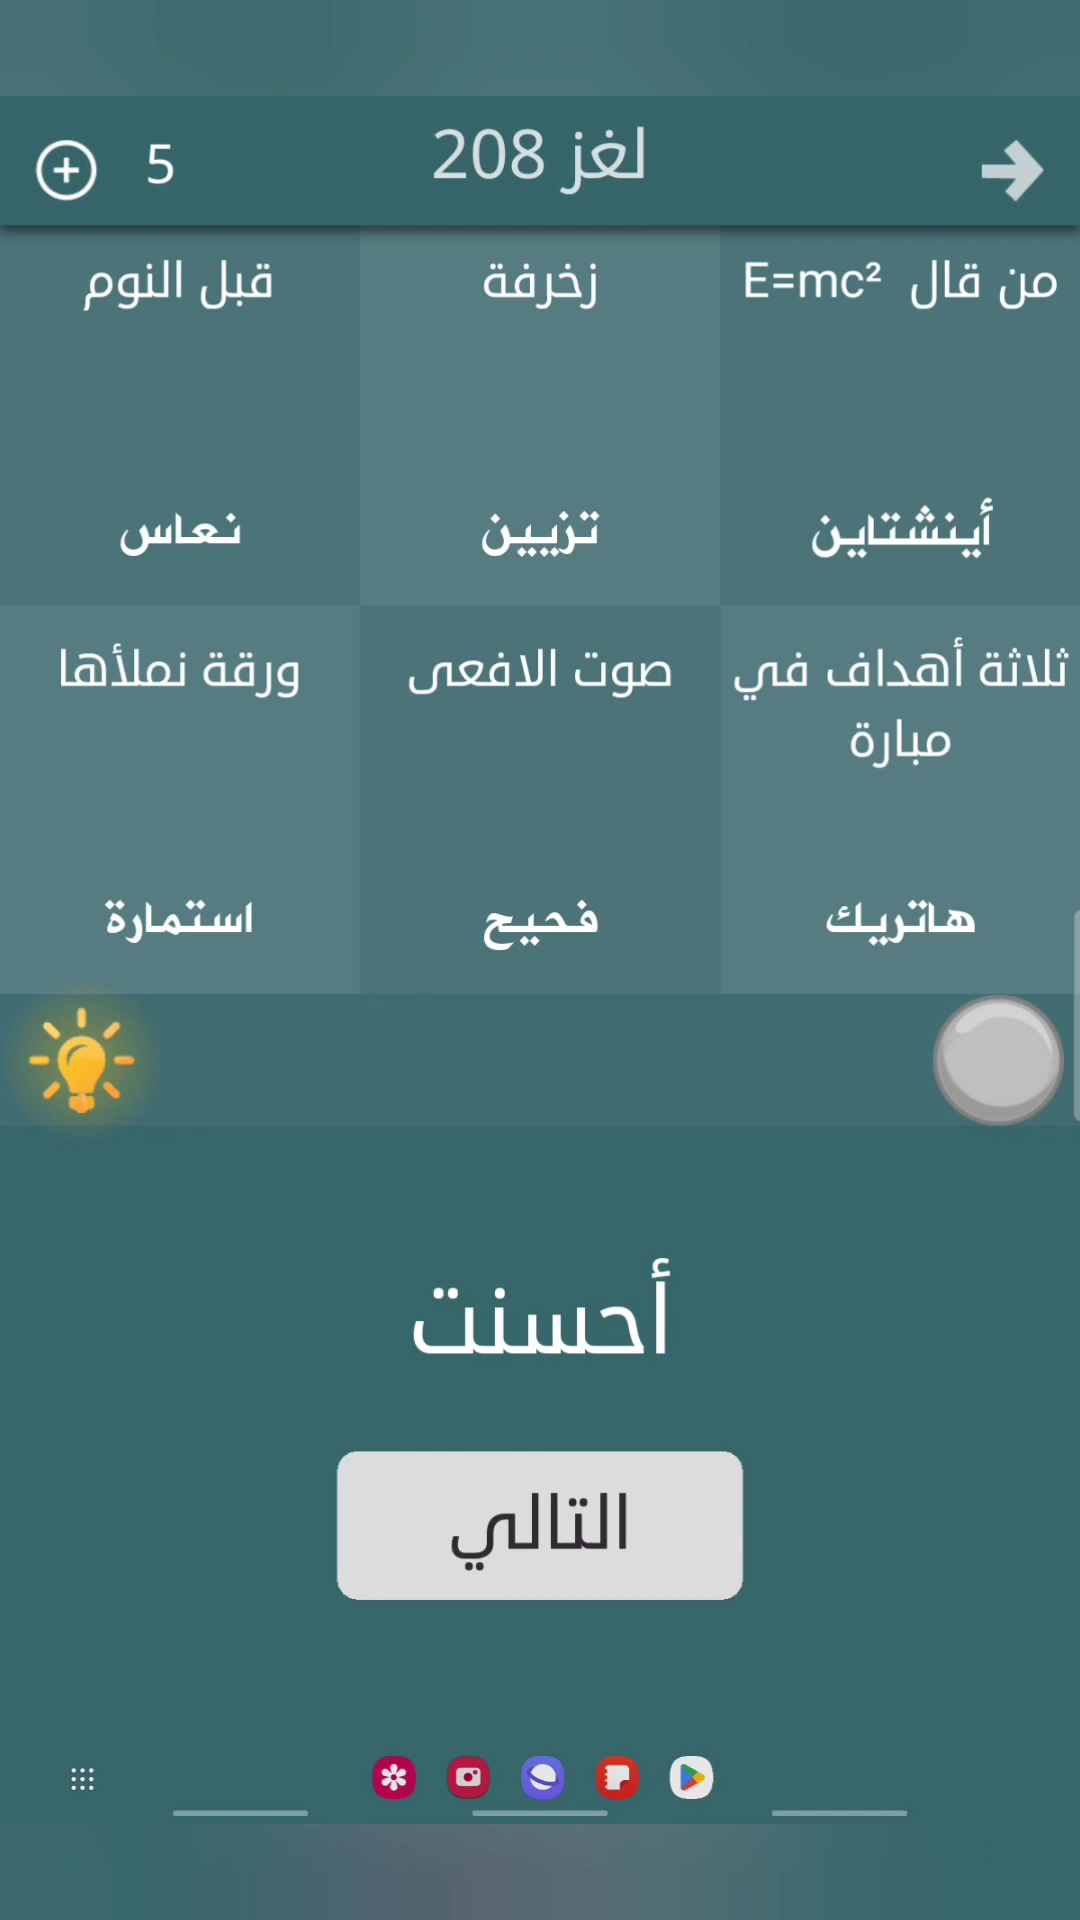 لغز 208
5
من قال E=mc²
أينشتاين
زخرفة
تزيين
قبل النوم
نعاس
ثلاثة أهداف في
مبارة
هاتريك
صوت الافعى
فحيح
ورقة نملأها
استمارة
أحسنت
التالي